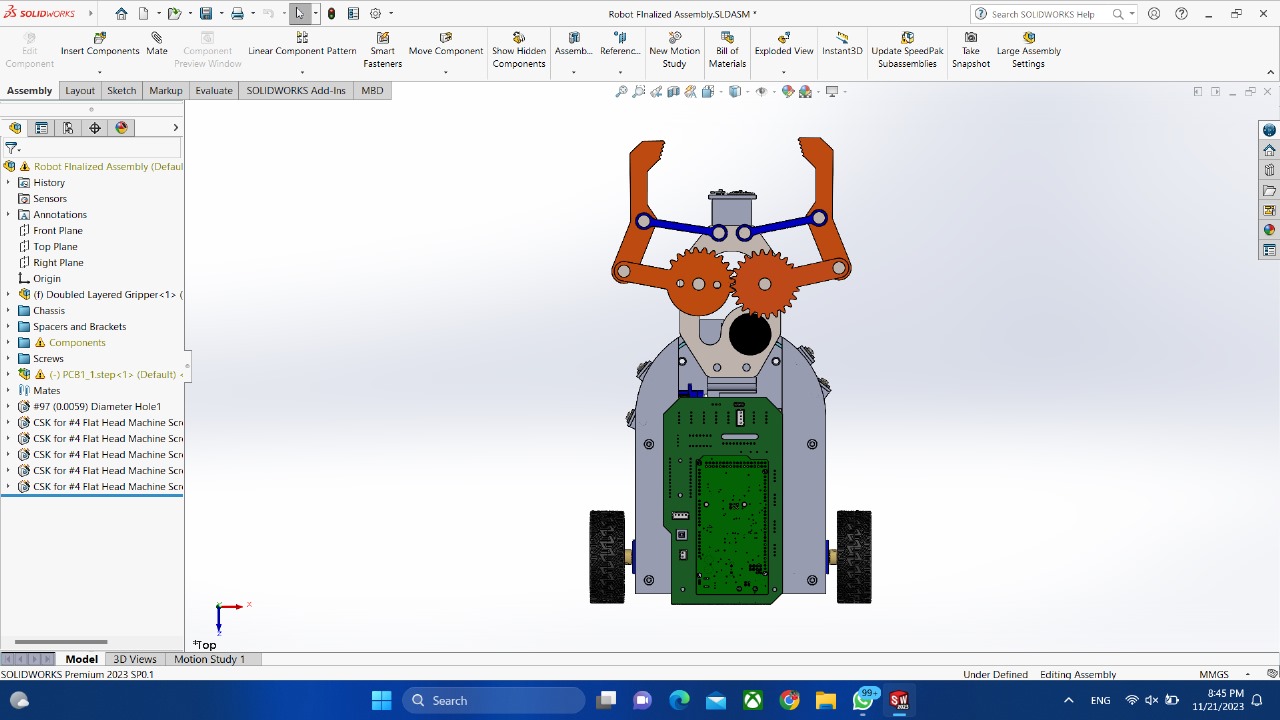 SOLIDWORKS
Robot FInalized Assembly.SLDASM *
Search SOLIDWORKS Help
Edit Component
Insert Components
Mate
Component Preview Window
Linear Component Pattern
Smart Fasteners
Move Component
Show Hidden Components
Assemb...
Referenc...
New Motion Study
Bill of Materials
Exploded View
Instant3D
Update SpeedPak Subassemblies
Take Snapshot
Large Assembly Settings
Assembly
Layout
Sketch
Markup
Evaluate
SOLIDWORKS Add-Ins
MBD
Robot FInalized Assembly (Defaul
History
Sensors
Annotations
Front Plane
Top Plane
Right Plane
Origin
(f) Doubled Layered Gripper<1> (
Chassis
Spacers and Brackets
Components
Screws
(-) PCB1_1.step<1> (Default) <
Mates
#97 (0.0059) Diameter Hole1
CSK for #4 Flat Head Machine Scr
CSK for #4 Flat Head Machine Scr
CSK for #4 Flat Head Machine Scr
CSK for #4 Flat Head Machine Scr
CSK for #4 Flat Head Machine Scr
X
Z
*Top
Model
3D Views
Motion Study 1
SOLIDWORKS Premium 2023 SP0.1
Under Defined
Editing Assembly
MMGS
Search
99+
SW
2023
ENG
8:45 PM
11/21/2023